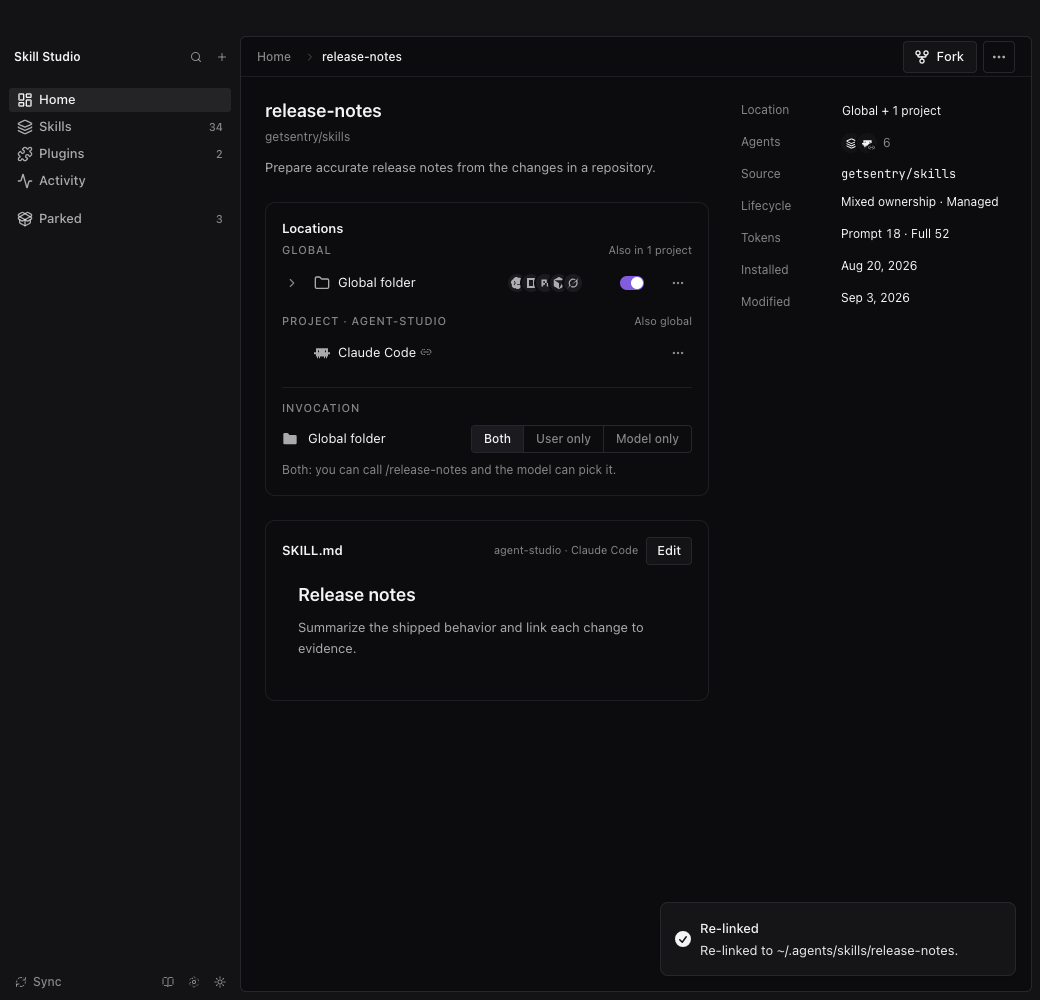 Skill Studio
Home
Skills 34
Plugins 2
Activity
Parked 3
Sync
Home release-notes
Fork
release-notes
getsentry/skills
Prepare accurate release notes from the changes in a repository.
Locations
GLOBAL Also in 1 project
Global folder
PROJECT · AGENT-STUDIO Also global
Claude Code
INVOCATION
Global folder Both User only Model only
Both: you can call /release-notes and the model can pick it.
SKILL.md agent-studio · Claude Code Edit
Release notes
Summarize the shipped behavior and link each change to
evidence.
Location Global + 1 project
Agents 6
Source getsentry/skills
Lifecycle Mixed ownership · Managed
Tokens Prompt 18 · Full 52
Installed Aug 20, 2026
Modified Sep 3, 2026
Re-linked
Re-linked to ~/.agents/skills/release-notes.